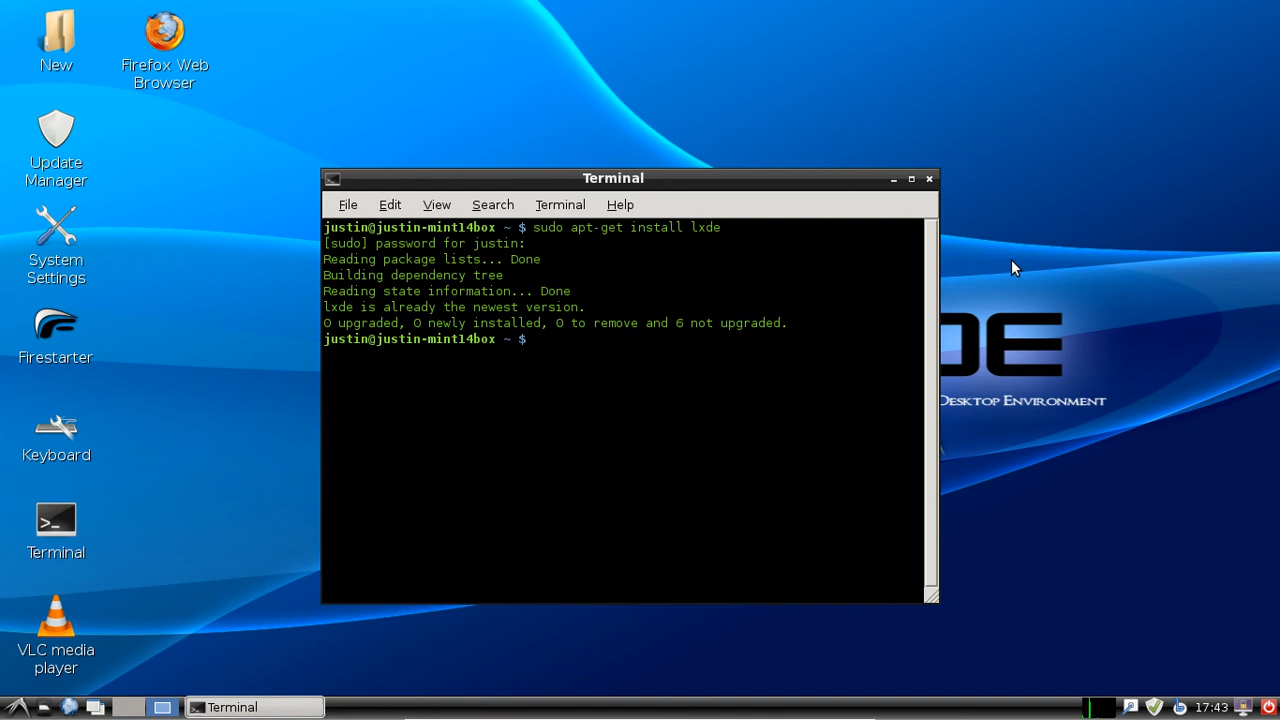 New
Firefox Web
Browser
Update
Manager
System
Settings
Firestarter
Keyboard
Terminal
VLC media
player
Terminal
File Edit View Search Terminal Help
justin@justin-mint14box ~ $ sudo apt-get install lxde
[sudo] password for justin:
Reading package lists... Done
Building dependency tree
Reading state information... Done
lxde is already the newest version.
0 upgraded, 0 newly installed, 0 to remove and 6 not upgraded.
justin@justin-mint14box ~ $
DE
Desktop Environment
Terminal
17:43